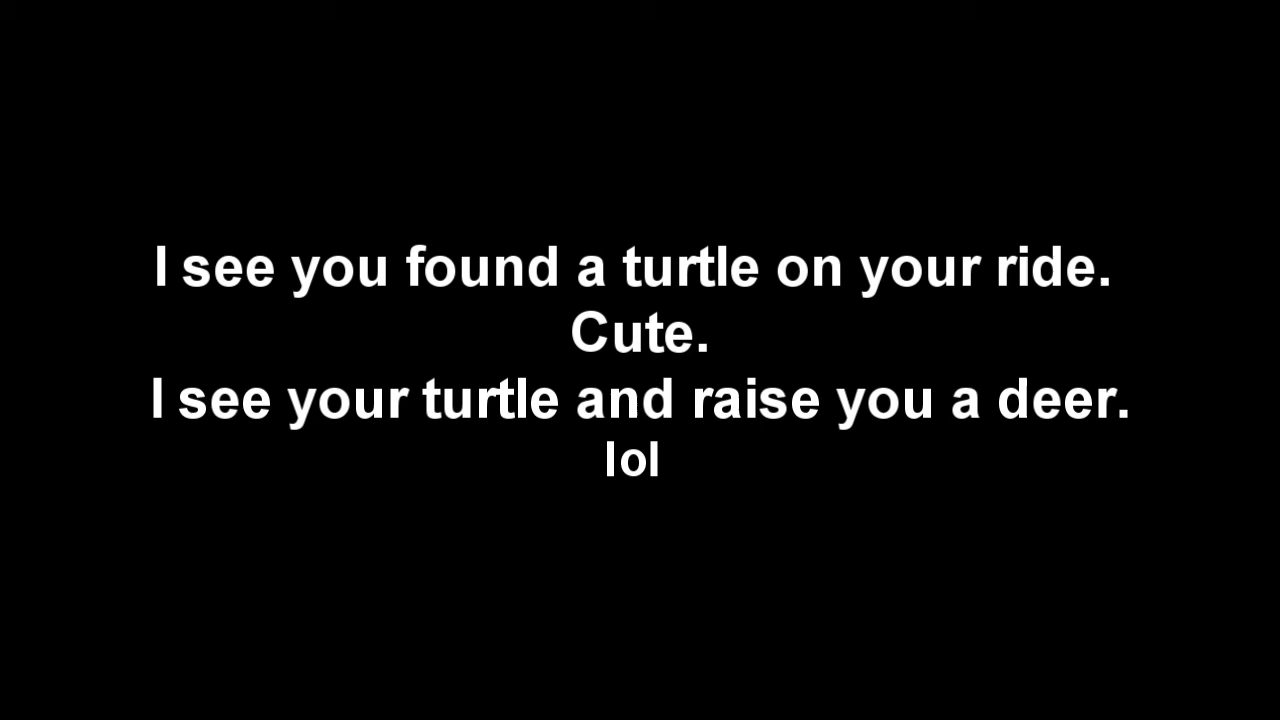 I see you found a turtle on your ride.
Cute.
I see your turtle and raise you a deer.
lol